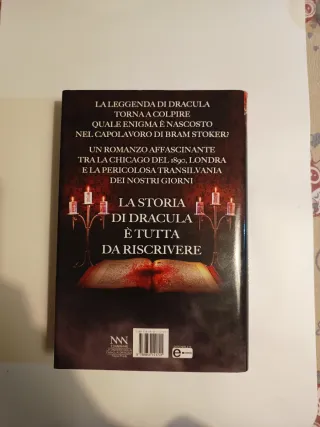 LA LEGGENDA DI DRACULA
TORNA A COLPIRE
QUALE ENIGMA È NASCOSTO
NEL CAPOLAVORO DI BRAM STOKER?
UN ROMANZO AFFASCINANTE
TRA LA CHICAGO DEL 1890, LONDRA
E LA PERICOLOSA TRANSILVANIA
DEI NOSTRI GIORNI
LA STORIA
DI DRACULA
È TUTTA
DA RISCRIVERE